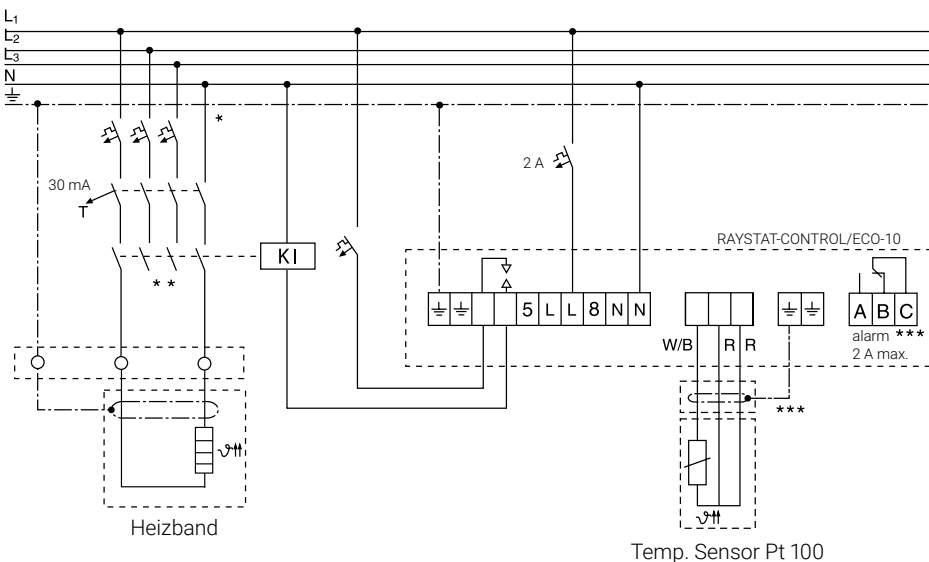 L1
L2
L3
N
*
30 mA
T
2 A
RAYSTAT-CONTROL/ECO-10
KI
* *
5 L L 8 N N
A B C
W/B R R
alarm ***
2 A max.
***
ϑ
ϑ
Heizband
Temp. Sensor Pt 100